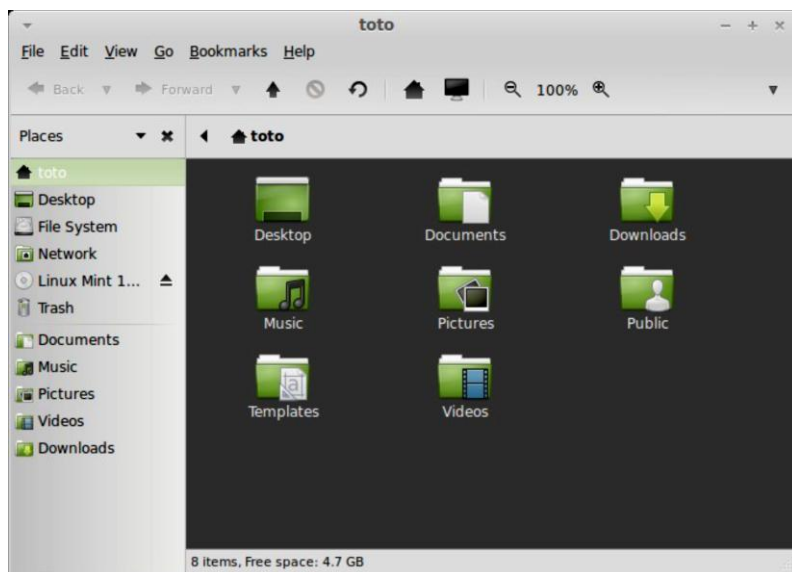 toto
File Edit View Go Bookmarks Help
Back Forward 100%
Places
toto
toto
Desktop
File System
Network
Linux Mint 1...
Trash
Documents
Music
Pictures
Videos
Downloads
Desktop Documents Downloads
Music Pictures Public
Templates Videos
8 items, Free space: 4.7 GB